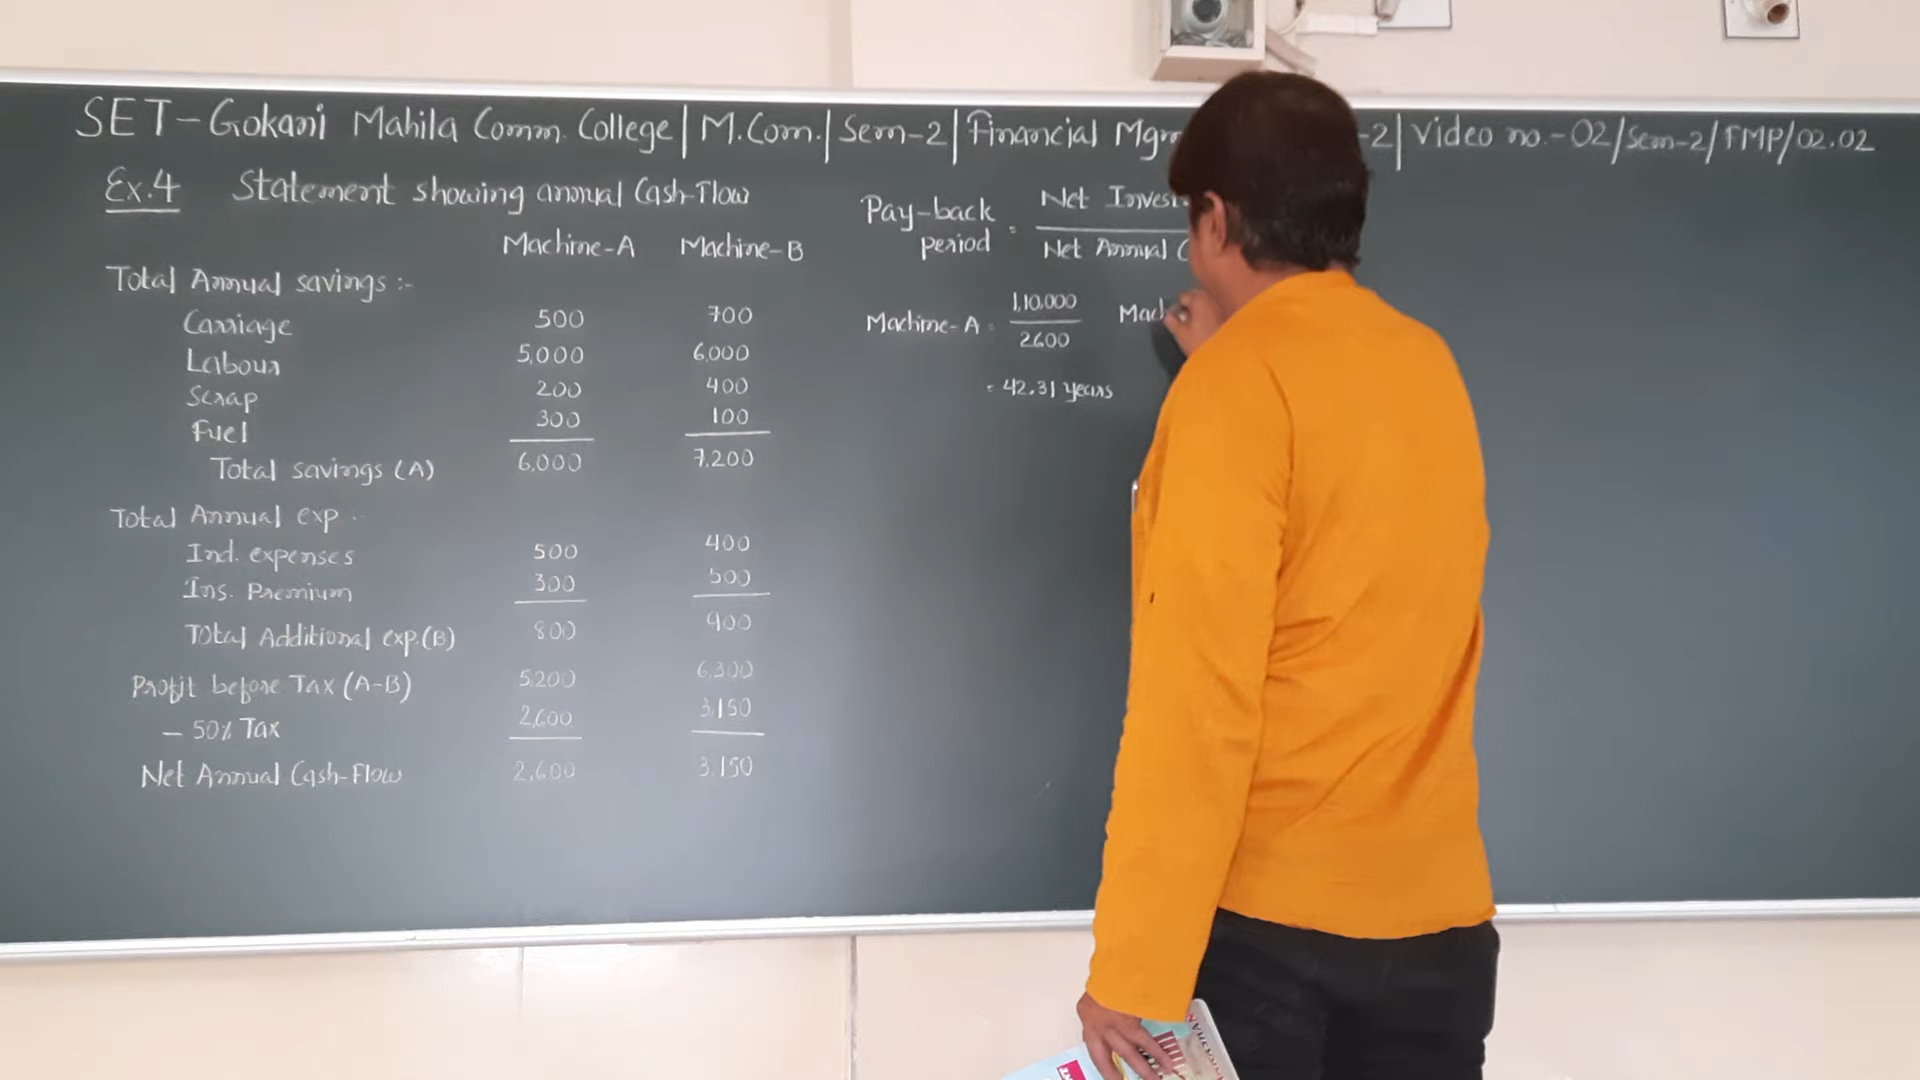 SET-Gokani Mahila Comm. College | M.Com. | Sem-2 | Financial Mgm -2 | Video no.-02/Sem-2/FMP/02.02
Ex.4 Statement showing annual Cash-Flow
Machine-A Machine-B
Total Annual savings :-
Carriage 500 700
Labour 5,000 6,000
Scrap 200 400
Fuel 300 100
Total savings (A) 6,000 7,200
Total Annual exp :-
Ind. expenses 500 400
Ins. Premium 300 500
Total Additional exp.(B) 800 900
Profit before Tax (A-B) 5200 6,300
- 50% Tax 2,600 3,150
Net Annual Cash-Flow 2,600 3,150
Pay-back period = Net Invest
Net Annual C
Machine-A = 1,10,000 Mach
2600
= 42.31 years